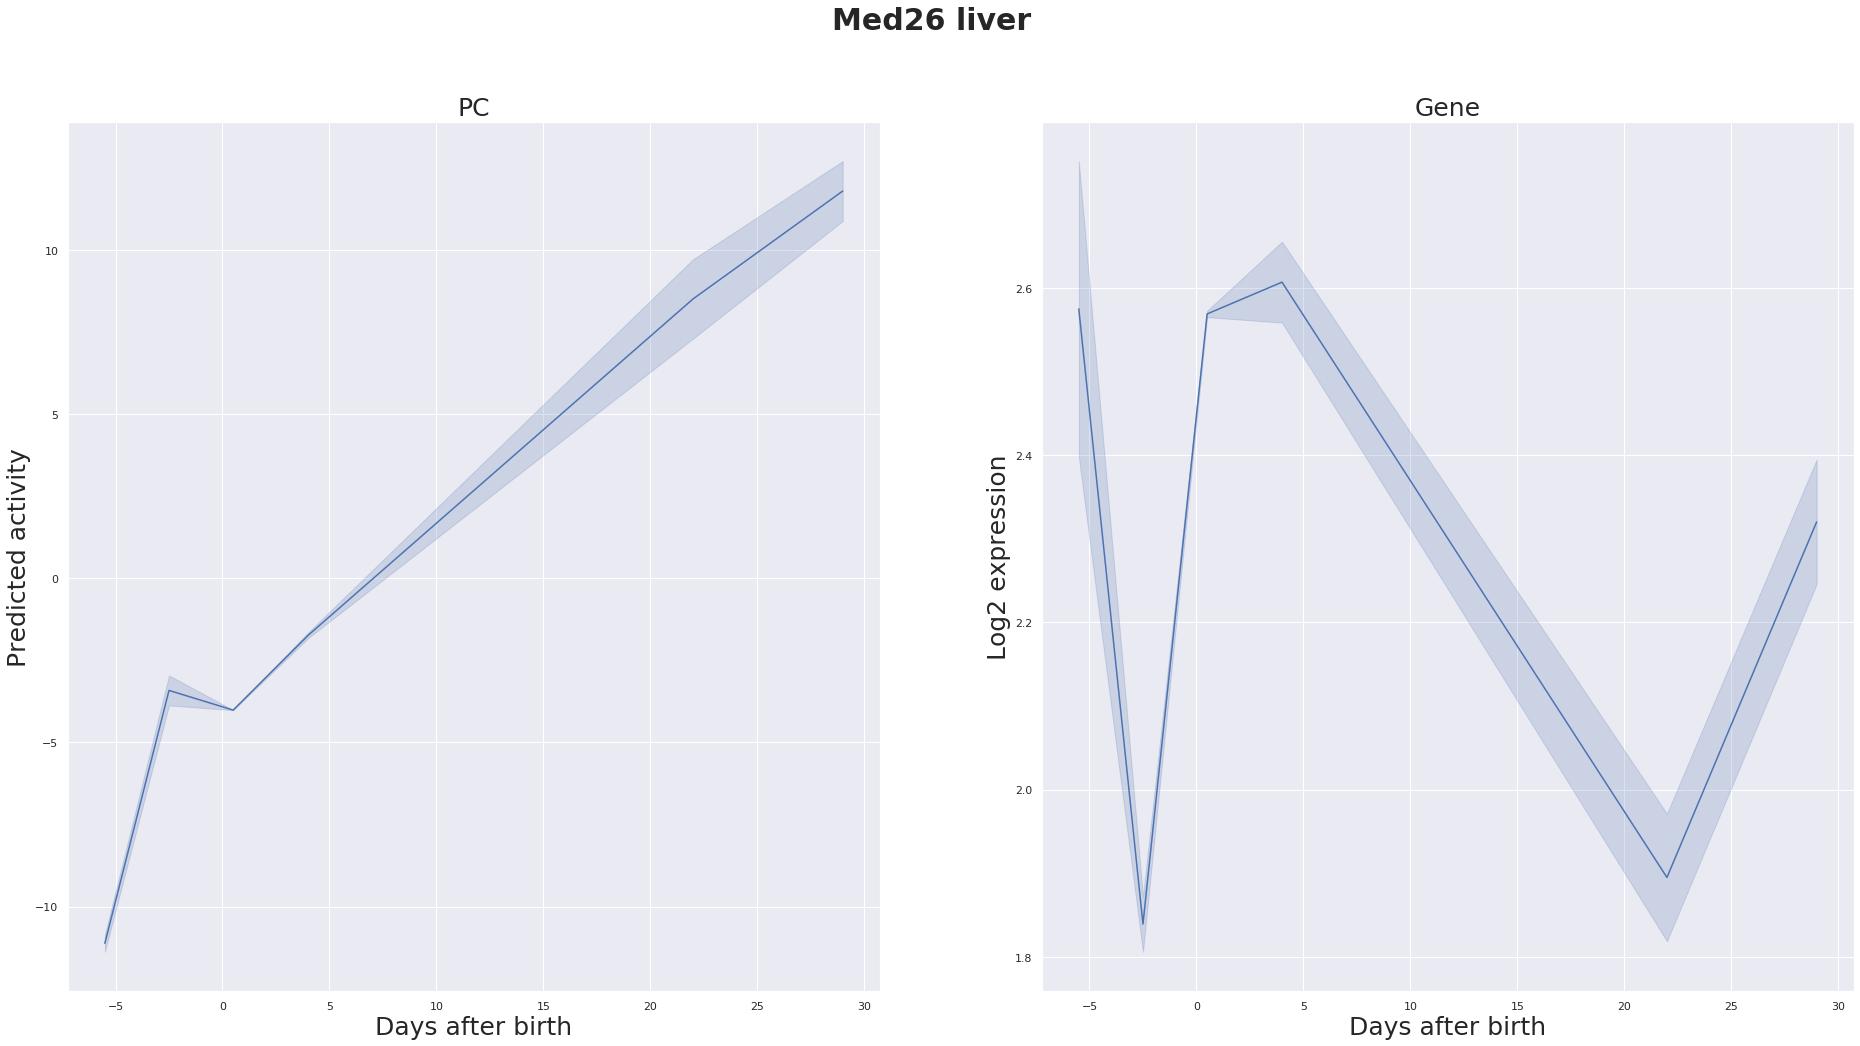 Med26 liver
PC
Predicted activity
10
5
0
−5
−10
−5 0 5 10 15 20 25 30
Days after birth
Gene
Log2 expression
2.6
2.4
2.2
2.0
1.8
−5 0 5 10 15 20 25 30
Days after birth